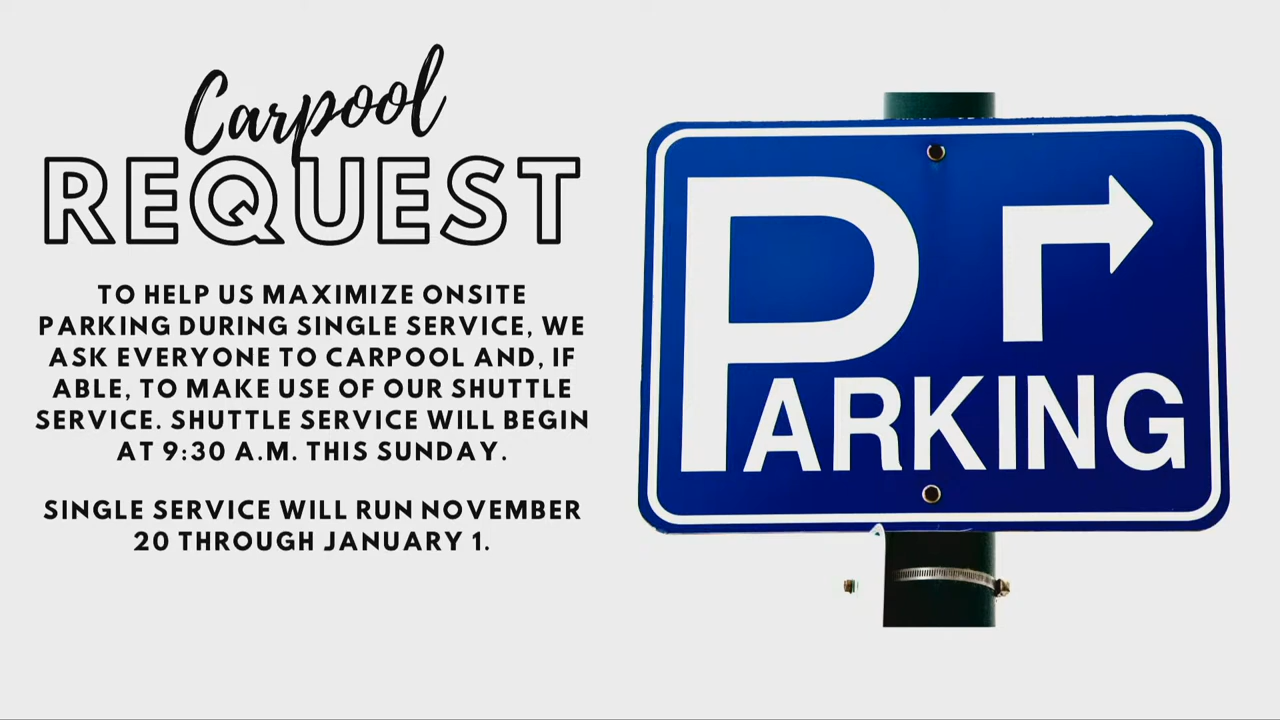 Carpool
REQUEST
TO HELP US MAXIMIZE ONSITE
PARKING DURING SINGLE SERVICE, WE
ASK EVERYONE TO CARPOOL AND, IF
ABLE, TO MAKE USE OF OUR SHUTTLE
SERVICE. SHUTTLE SERVICE WILL BEGIN
AT 9:30 A.M. THIS SUNDAY.
SINGLE SERVICE WILL RUN NOVEMBER
20 THROUGH JANUARY 1.
PARKING